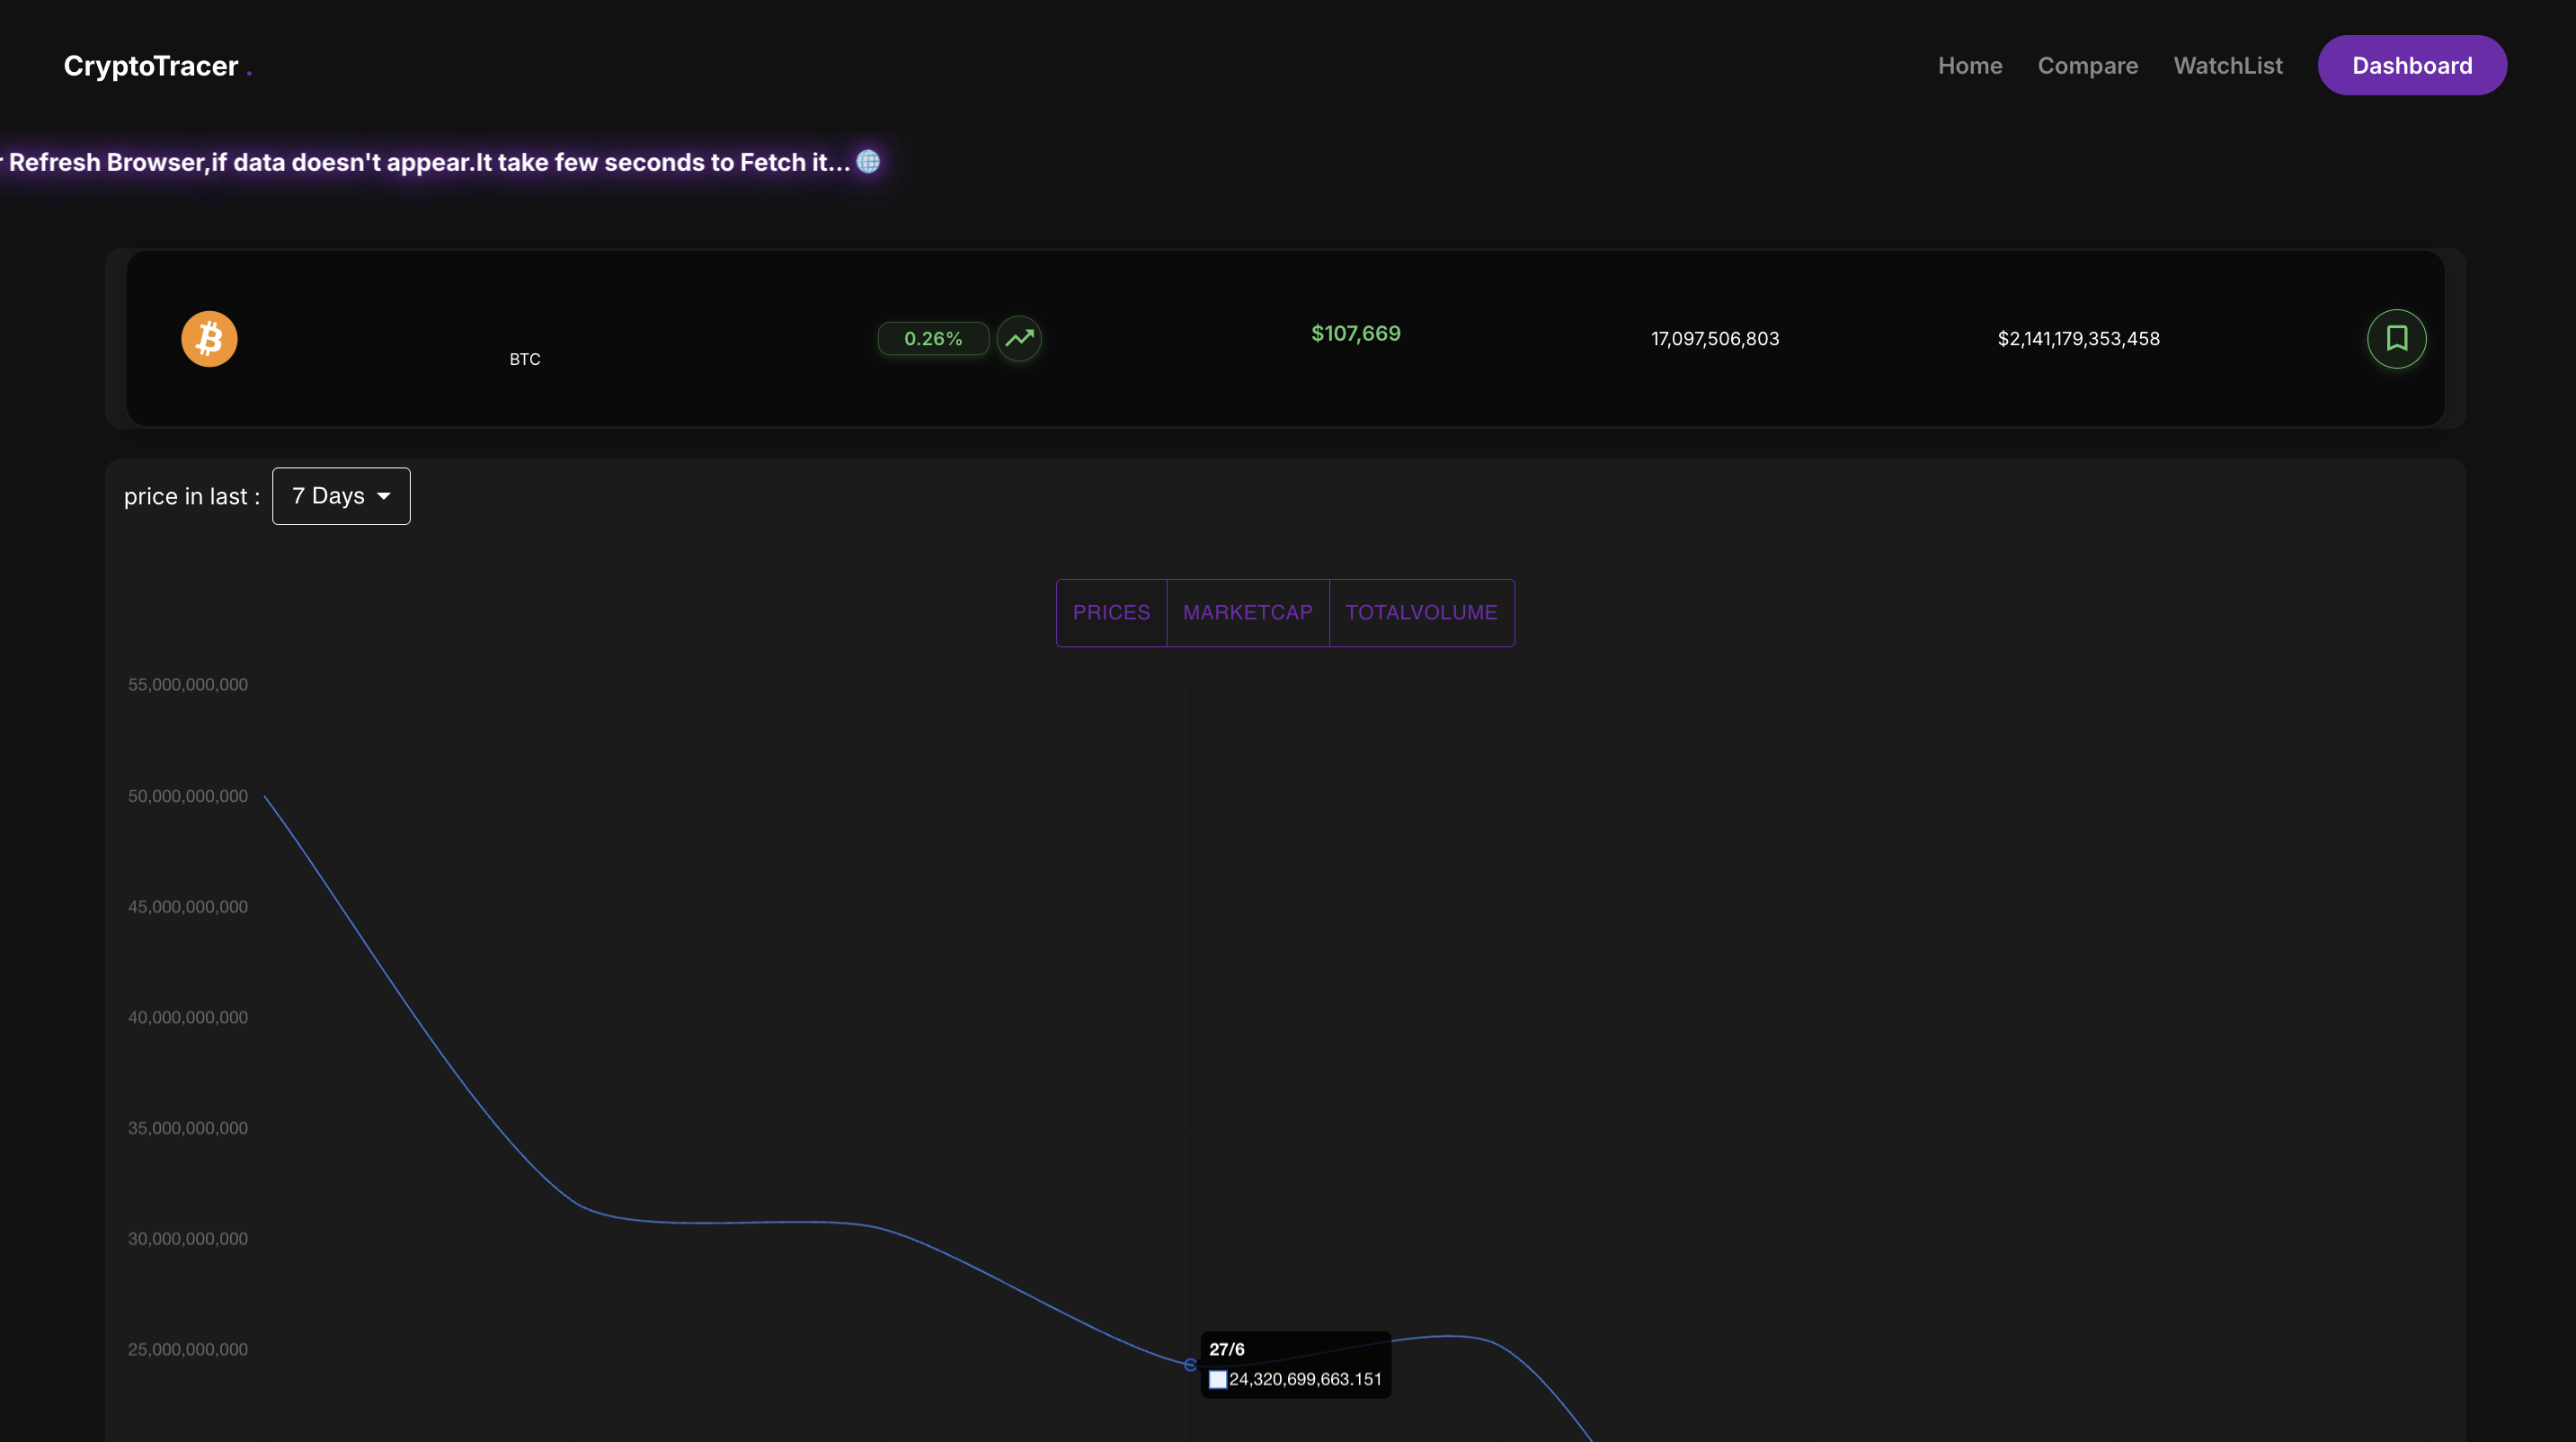 CryptoTracer .
Home Compare WatchList Dashboard
Refresh Browser,if data doesn't appear.It take few seconds to Fetch it...🌐
BTC 0.26% $107,669 17,097,506,803 $2,141,179,353,458
price in last : 7 Days
PRICES MARKETCAP TOTALVOLUME
55,000,000,000
50,000,000,000
45,000,000,000
40,000,000,000
35,000,000,000
30,000,000,000
25,000,000,000
27/6
24,320,699,663.151